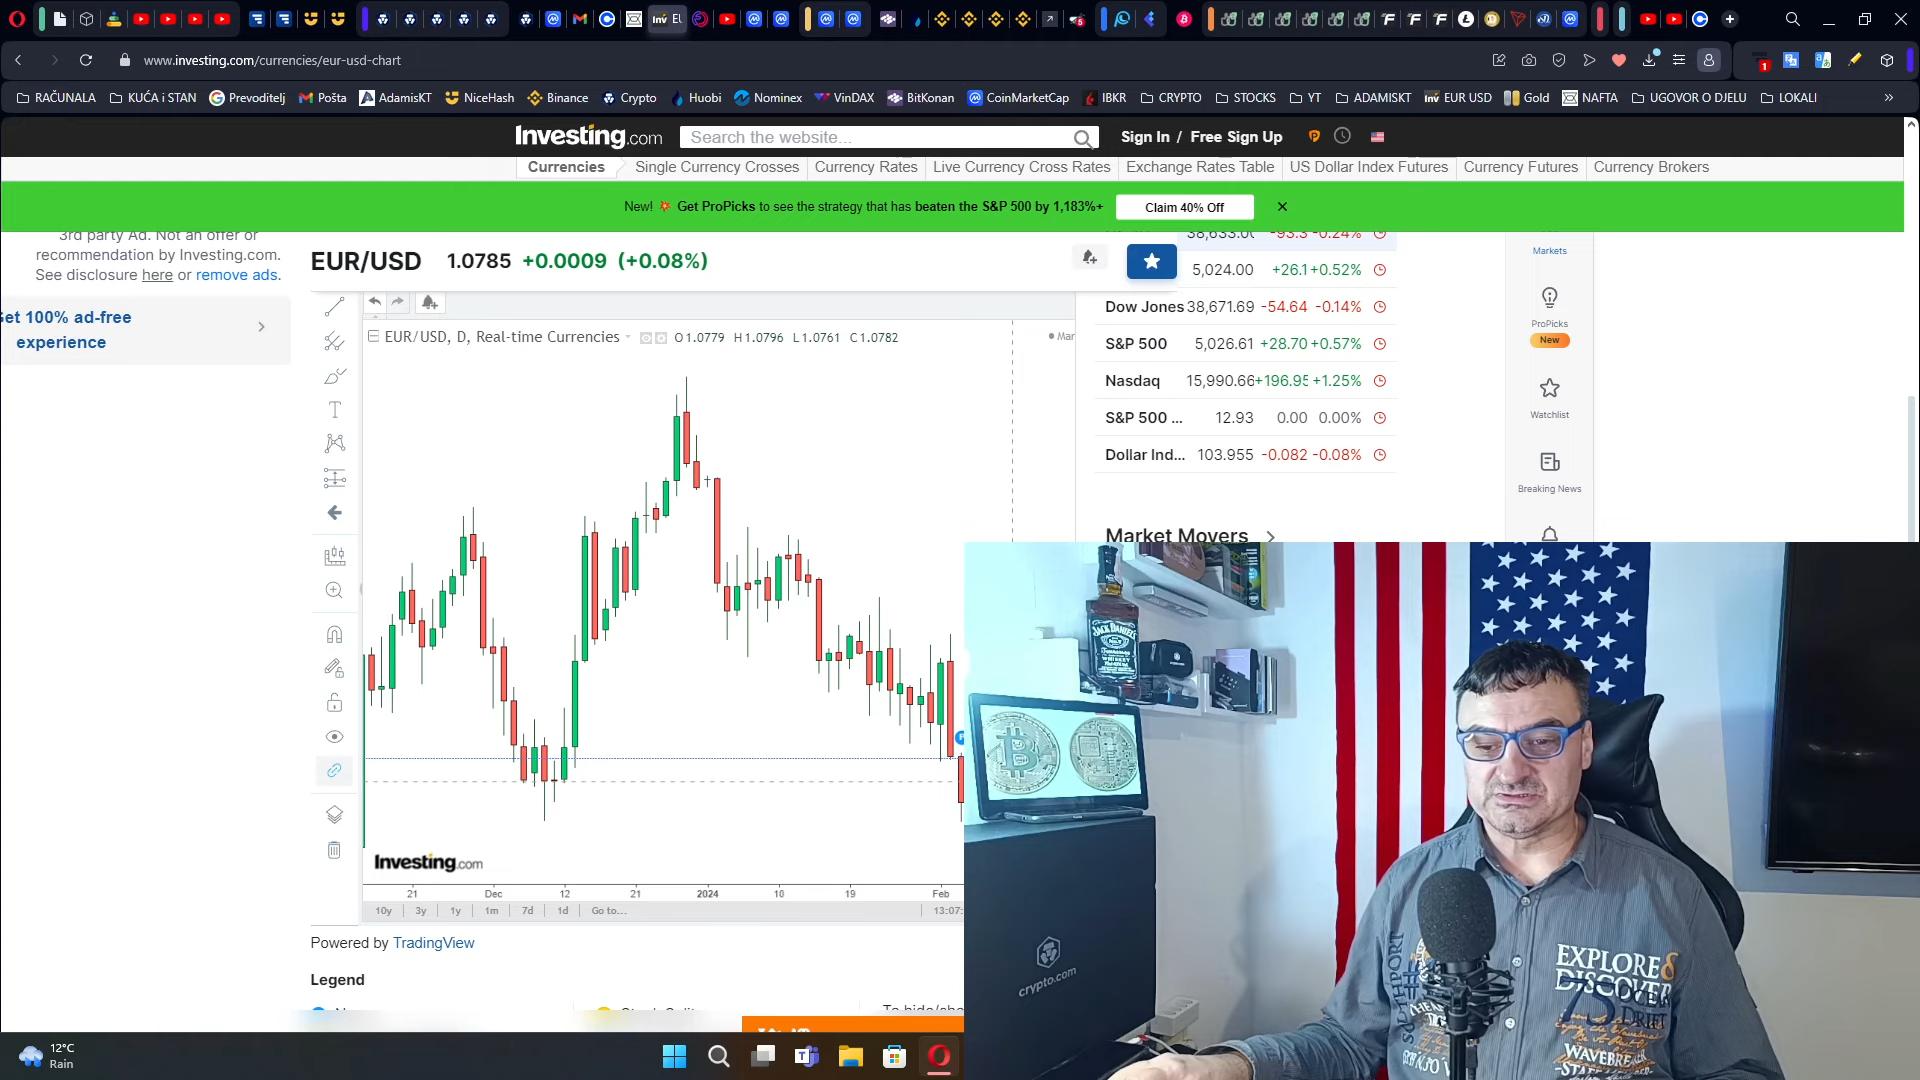 www.investing.com/currencies/eur-usd-chart
1
RAČUNALA
KUĆA i STAN
Prevoditelj
Pošta
AdamisKT
NiceHash
Binance
Crypto
Huobi
Nominex
VinDAX
BitKonan
CoinMarketCap
IBKR
CRYPTO
STOCKS
YT
ADAMISKT
EUR USD
Gold
NAFTA
UGOVOR O DJELU
LOKALI
Investing.com
Search the website...
Sign In / Free Sign Up
Currencies
Single Currency Crosses
Currency Rates
Live Currency Cross Rates
Exchange Rates Table
US Dollar Index Futures
Currency Futures
Currency Brokers
New! Get ProPicks to see the strategy that has beaten the S&P 500 by 1,183%+
Claim 40% Off
3rd party Ad. Not an offer or
recommendation by Investing.com.
See disclosure here or remove ads.
et 100% ad-free
experience
EUR/USD 1.0785 +0.0009 (+0.08%)
EUR/USD, D, Real-time Currencies
O 1.0779 H 1.0796 L 1.0761 C 1.0782
Mar
5,024.00 +26.1 +0.52%
Dow Jones 38,671.69 -54.64 -0.14%
S&P 500 5,026.61 +28.70 +0.57%
Nasdaq 15,990.66 +196.95 +1.25%
S&P 500 ... 12.93 0.00 0.00%
Dollar Ind... 103.955 -0.082 -0.08%
Market Movers
Markets
ProPicks
New
Watchlist
Breaking News
Investing.com
21 Dec 12 21 2024 10 19 Feb
10y 3y 1y 1m 7d 1d Go to... 13:07:
Powered by TradingView
Legend
JACK DANIEL'S
crypto.com
EXPLORE &
DISCOVER
WAVEBREAKER
12°C
Rain